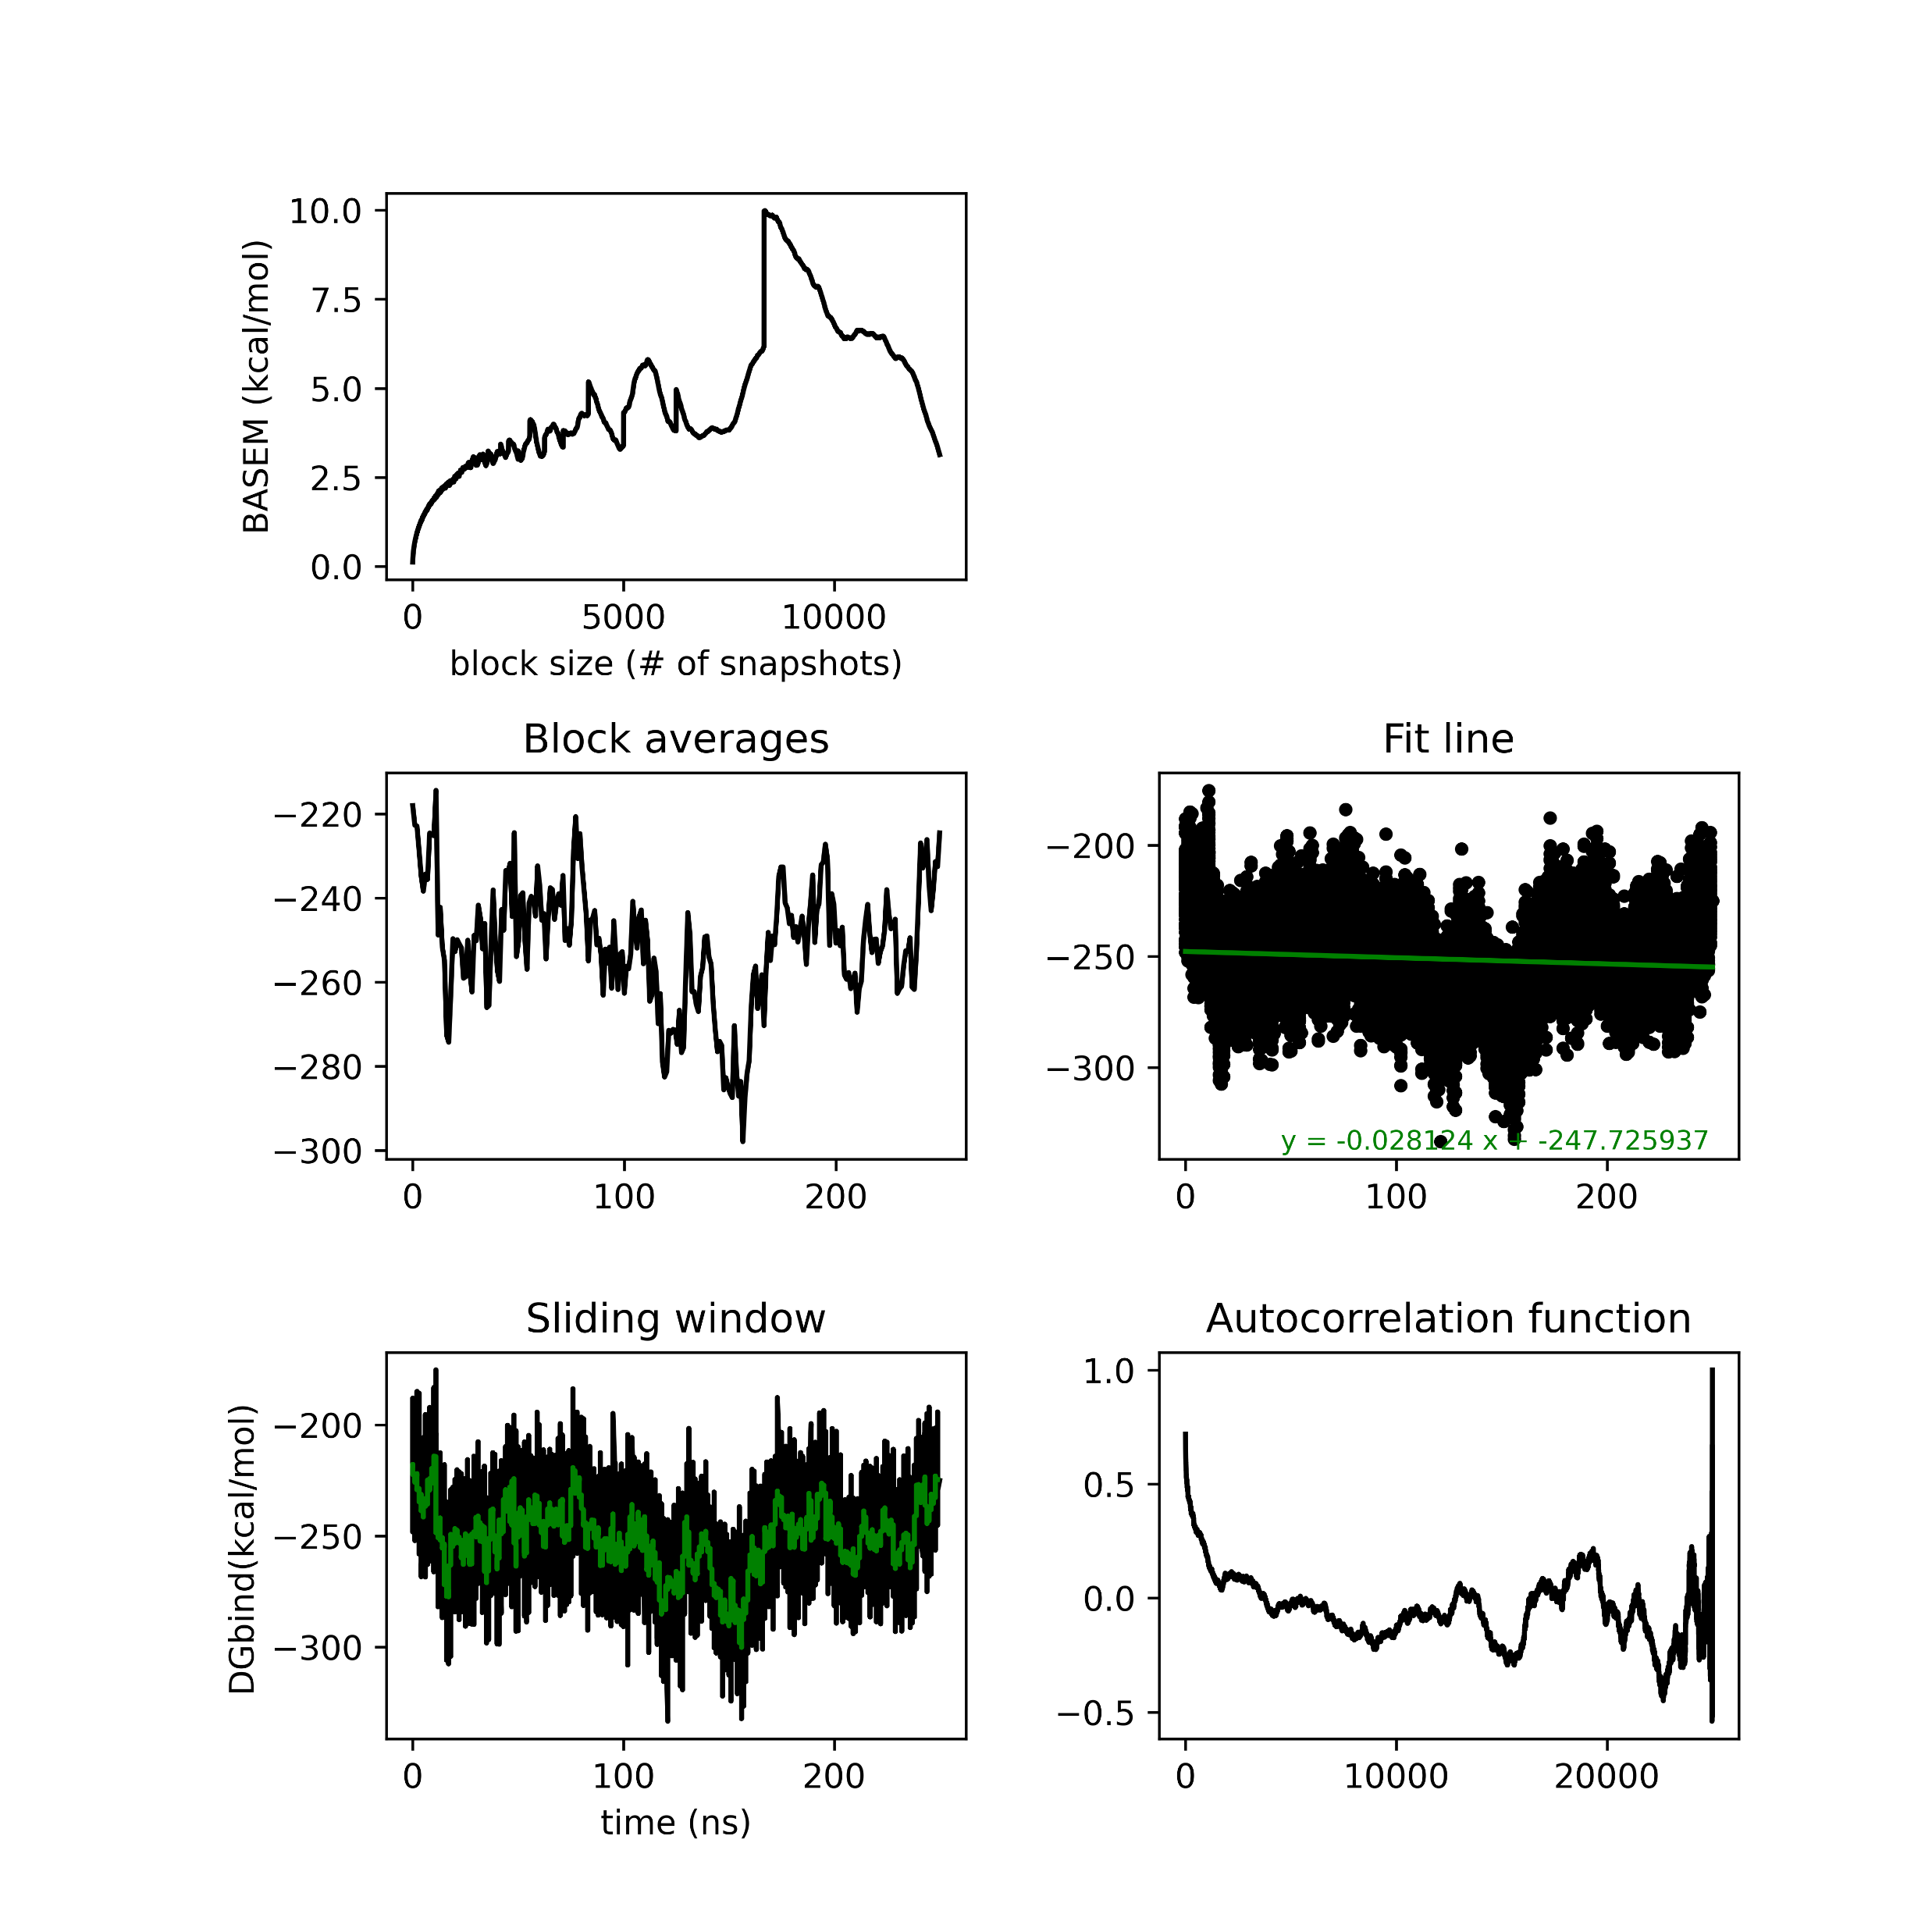 BASEM (kcal/mol)
10.0
7.5
5.0
2.5
0.0
0 5000 10000
block size (# of snapshots)
Block averages
−220
−240
−260
−280
−300
0 100 200
Fit line
−200
−250
−300
y = -0.028124 x + -247.725937
0 100 200
Sliding window
DGbind(kcal/mol)
−200
−250
−300
0 100 200
time (ns)
Autocorrelation function
1.0
0.5
0.0
−0.5
0 10000 20000